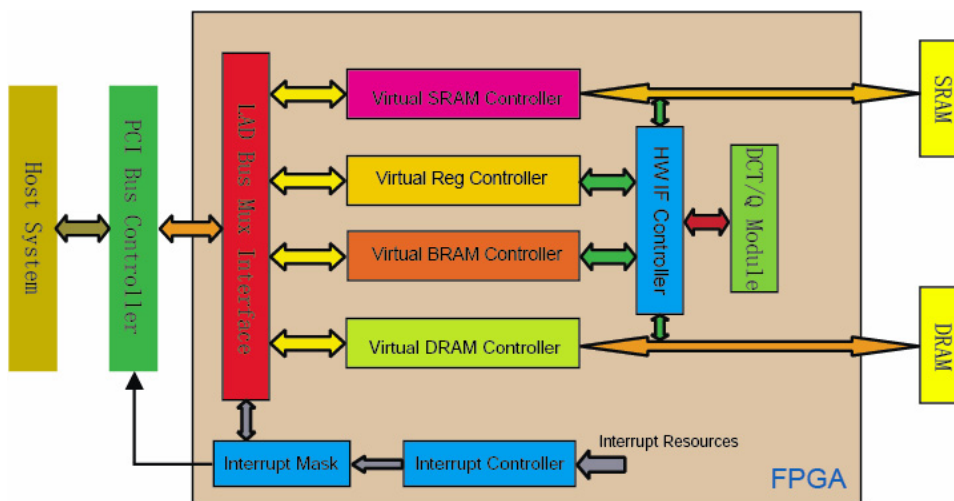 Host System
PCI Bus Controller
LAD Bus Mux Interface
Virtual SRAM Controller
Virtual Reg Controller
Virtual BRAM Controller
Virtual DRAM Controller
HW IF Controller
DCT/Q Module
SRAM
DRAM
Interrupt Mask
Interrupt Controller
Interrupt Resources
FPGA